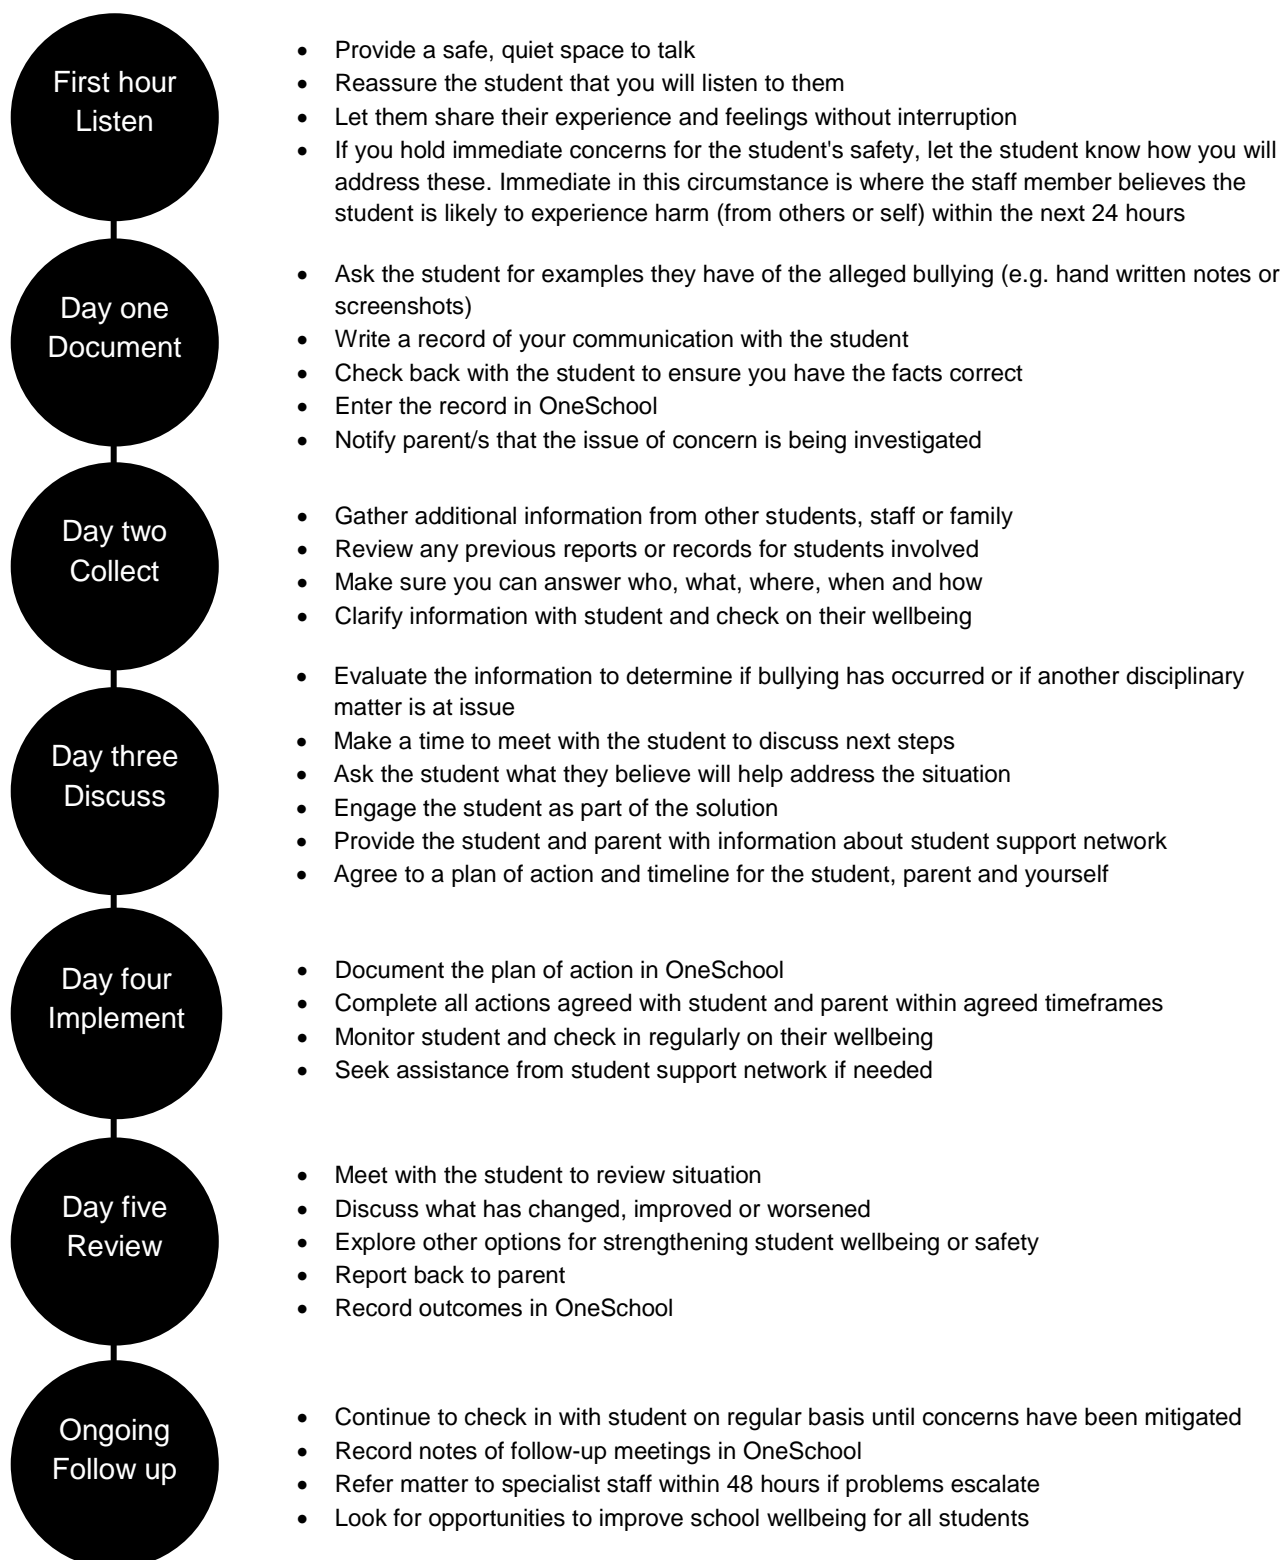 First hour
Listen
• Provide a safe, quiet space to talk
• Reassure the student that you will listen to them
• Let them share their experience and feelings without interruption
• If you hold immediate concerns for the student's safety, let the student know how you will
address these. Immediate in this circumstance is where the staff member believes the
student is likely to experience harm (from others or self) within the next 24 hours
Day one
Document
• Ask the student for examples they have of the alleged bullying (e.g. hand written notes or
screenshots)
• Write a record of your communication with the student
• Check back with the student to ensure you have the facts correct
• Enter the record in OneSchool
• Notify parent/s that the issue of concern is being investigated
Day two
Collect
• Gather additional information from other students, staff or family
• Review any previous reports or records for students involved
• Make sure you can answer who, what, where, when and how
• Clarify information with student and check on their wellbeing
Day three
Discuss
• Evaluate the information to determine if bullying has occurred or if another disciplinary
matter is at issue
• Make a time to meet with the student to discuss next steps
• Ask the student what they believe will help address the situation
• Engage the student as part of the solution
• Provide the student and parent with information about student support network
• Agree to a plan of action and timeline for the student, parent and yourself
Day four
Implement
• Document the plan of action in OneSchool
• Complete all actions agreed with student and parent within agreed timeframes
• Monitor student and check in regularly on their wellbeing
• Seek assistance from student support network if needed
Day five
Review
• Meet with the student to review situation
• Discuss what has changed, improved or worsened
• Explore other options for strengthening student wellbeing or safety
• Report back to parent
• Record outcomes in OneSchool
Ongoing
Follow up
• Continue to check in with student on regular basis until concerns have been mitigated
• Record notes of follow-up meetings in OneSchool
• Refer matter to specialist staff within 48 hours if problems escalate
• Look for opportunities to improve school wellbeing for all students